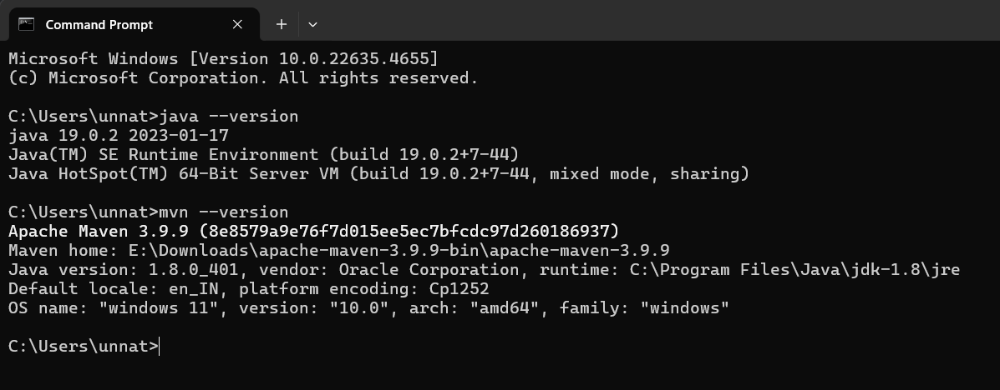 Command Prompt
Microsoft Windows [Version 10.0.22635.4655]
(c) Microsoft Corporation. All rights reserved.
C:\Users\unnat>java --version
java 19.0.2 2023-01-17
Java(TM) SE Runtime Environment (build 19.0.2+7-44)
Java HotSpot(TM) 64-Bit Server VM (build 19.0.2+7-44, mixed mode, sharing)
C:\Users\unnat>mvn --version
Apache Maven 3.9.9 (8e8579a9e76f7d015ee5ec7bfcdc97d260186937)
Maven home: E:\Downloads\apache-maven-3.9.9-bin\apache-maven-3.9.9
Java version: 1.8.0_401, vendor: Oracle Corporation, runtime: C:\Program Files\Java\jdk-1.8\jre
Default locale: en_IN, platform encoding: Cp1252
OS name: "windows 11", version: "10.0", arch: "amd64", family: "windows"
C:\Users\unnat>